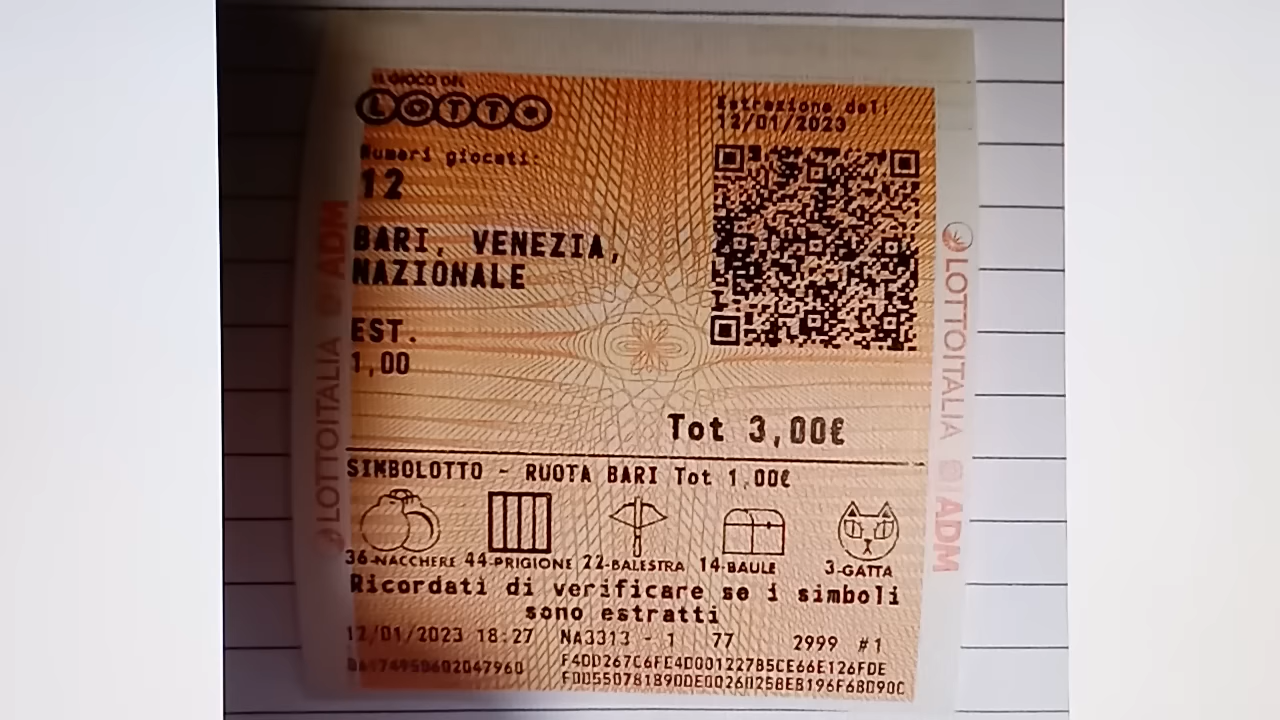 IL GIOCO DEL
LOTTO
Estrazione del:
12/01/2023
Numeri giocati:
12
BARI, VENEZIA,
NAZIONALE
EST.
1,00
Tot 3,00€
SIMBOLOTTO - RUOTA BARI Tot 1,00€
36-NACCHERE 44-PRIGIONE 22-BALESTRA 14-BAULE 3-GATTA
Ricordati di verificare se i simboli
sono estratti
12/01/2023 18:27 NA3313 - 1 77 2999 #1
LOTTOITALIA ADM
LOTTOITALIA ADM